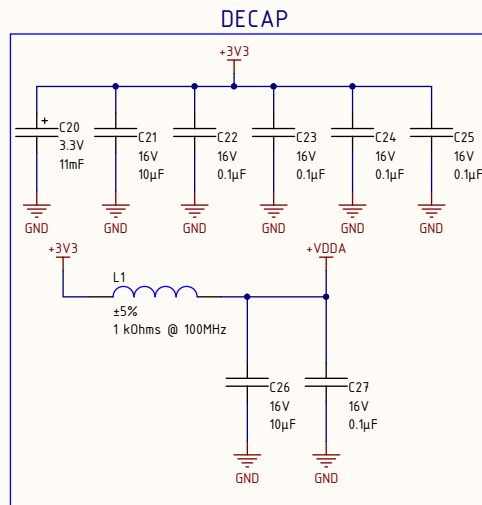 DECAP
+3V3
+
C20
3.3V
11mF
C21
16V
10µF
C22
16V
0.1µF
C23
16V
0.1µF
C24
16V
0.1µF
C25
16V
0.1µF
GND
GND
GND
GND
GND
GND
+3V3
+VDDA
L1
±5%
1 kOhms @ 100MHz
C26
16V
10µF
C27
16V
0.1µF
GND
GND